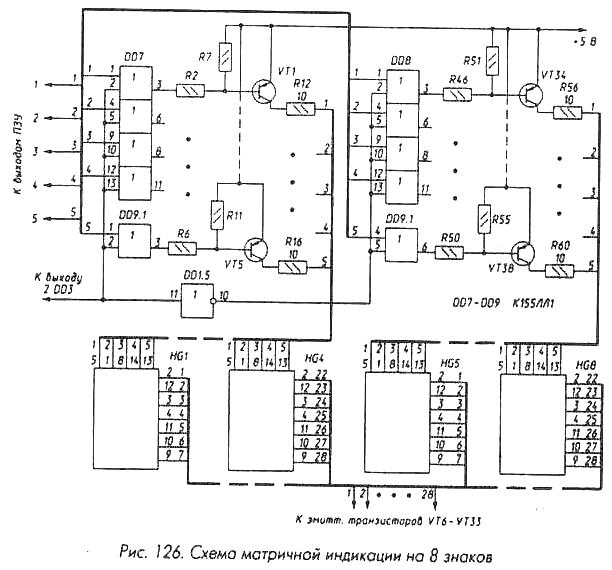 +5 В
DD7
R7
R2
VT1
R12
10
DD8
R51
R46
VT34
R56
10
К выходам ПЗУ
1 1 1 1 3
2 2 4 2 5 6
3 3 9 1 10 8
4 4 12 1 13 11
5 5 1 1 2 3
DD9.1
R6
R11
VT5
R16
10
1 1 1 2 3
2 4 1 5 6
3 9 1 10 8
4 12 1 13 11
5 4 1 5 6
DD9.1
R50
R55
VT38
R60
10
2
3
4
5
2
3
4
5
К выходу
2 DD3
DD1.5
11 1 10
DD7-DD9 К155ЛЛ1
1 2 3 4 5
5 1 8 14 13
HG1
2 1
12 2
3 3
4 4
11 5
10 6
9 7
1 2 3 4 5
5 1 8 14 13
HG4
2 22
12 23
3 24
4 25
11 26
10 27
9 28
1 2 3 4 5
5 1 8 14 13
HG5
2 1
12 2
3 3
4 4
11 5
10 6
9 7
1 2 3 4 5
5 1 8 14 13
HG8
2 22
12 23
3 24
4 25
11 26
10 27
9 28
1 2 28
К эмитт. транзисторов VT6-VT33
Рис. 126. Схема матричной индикации на 8 знаков